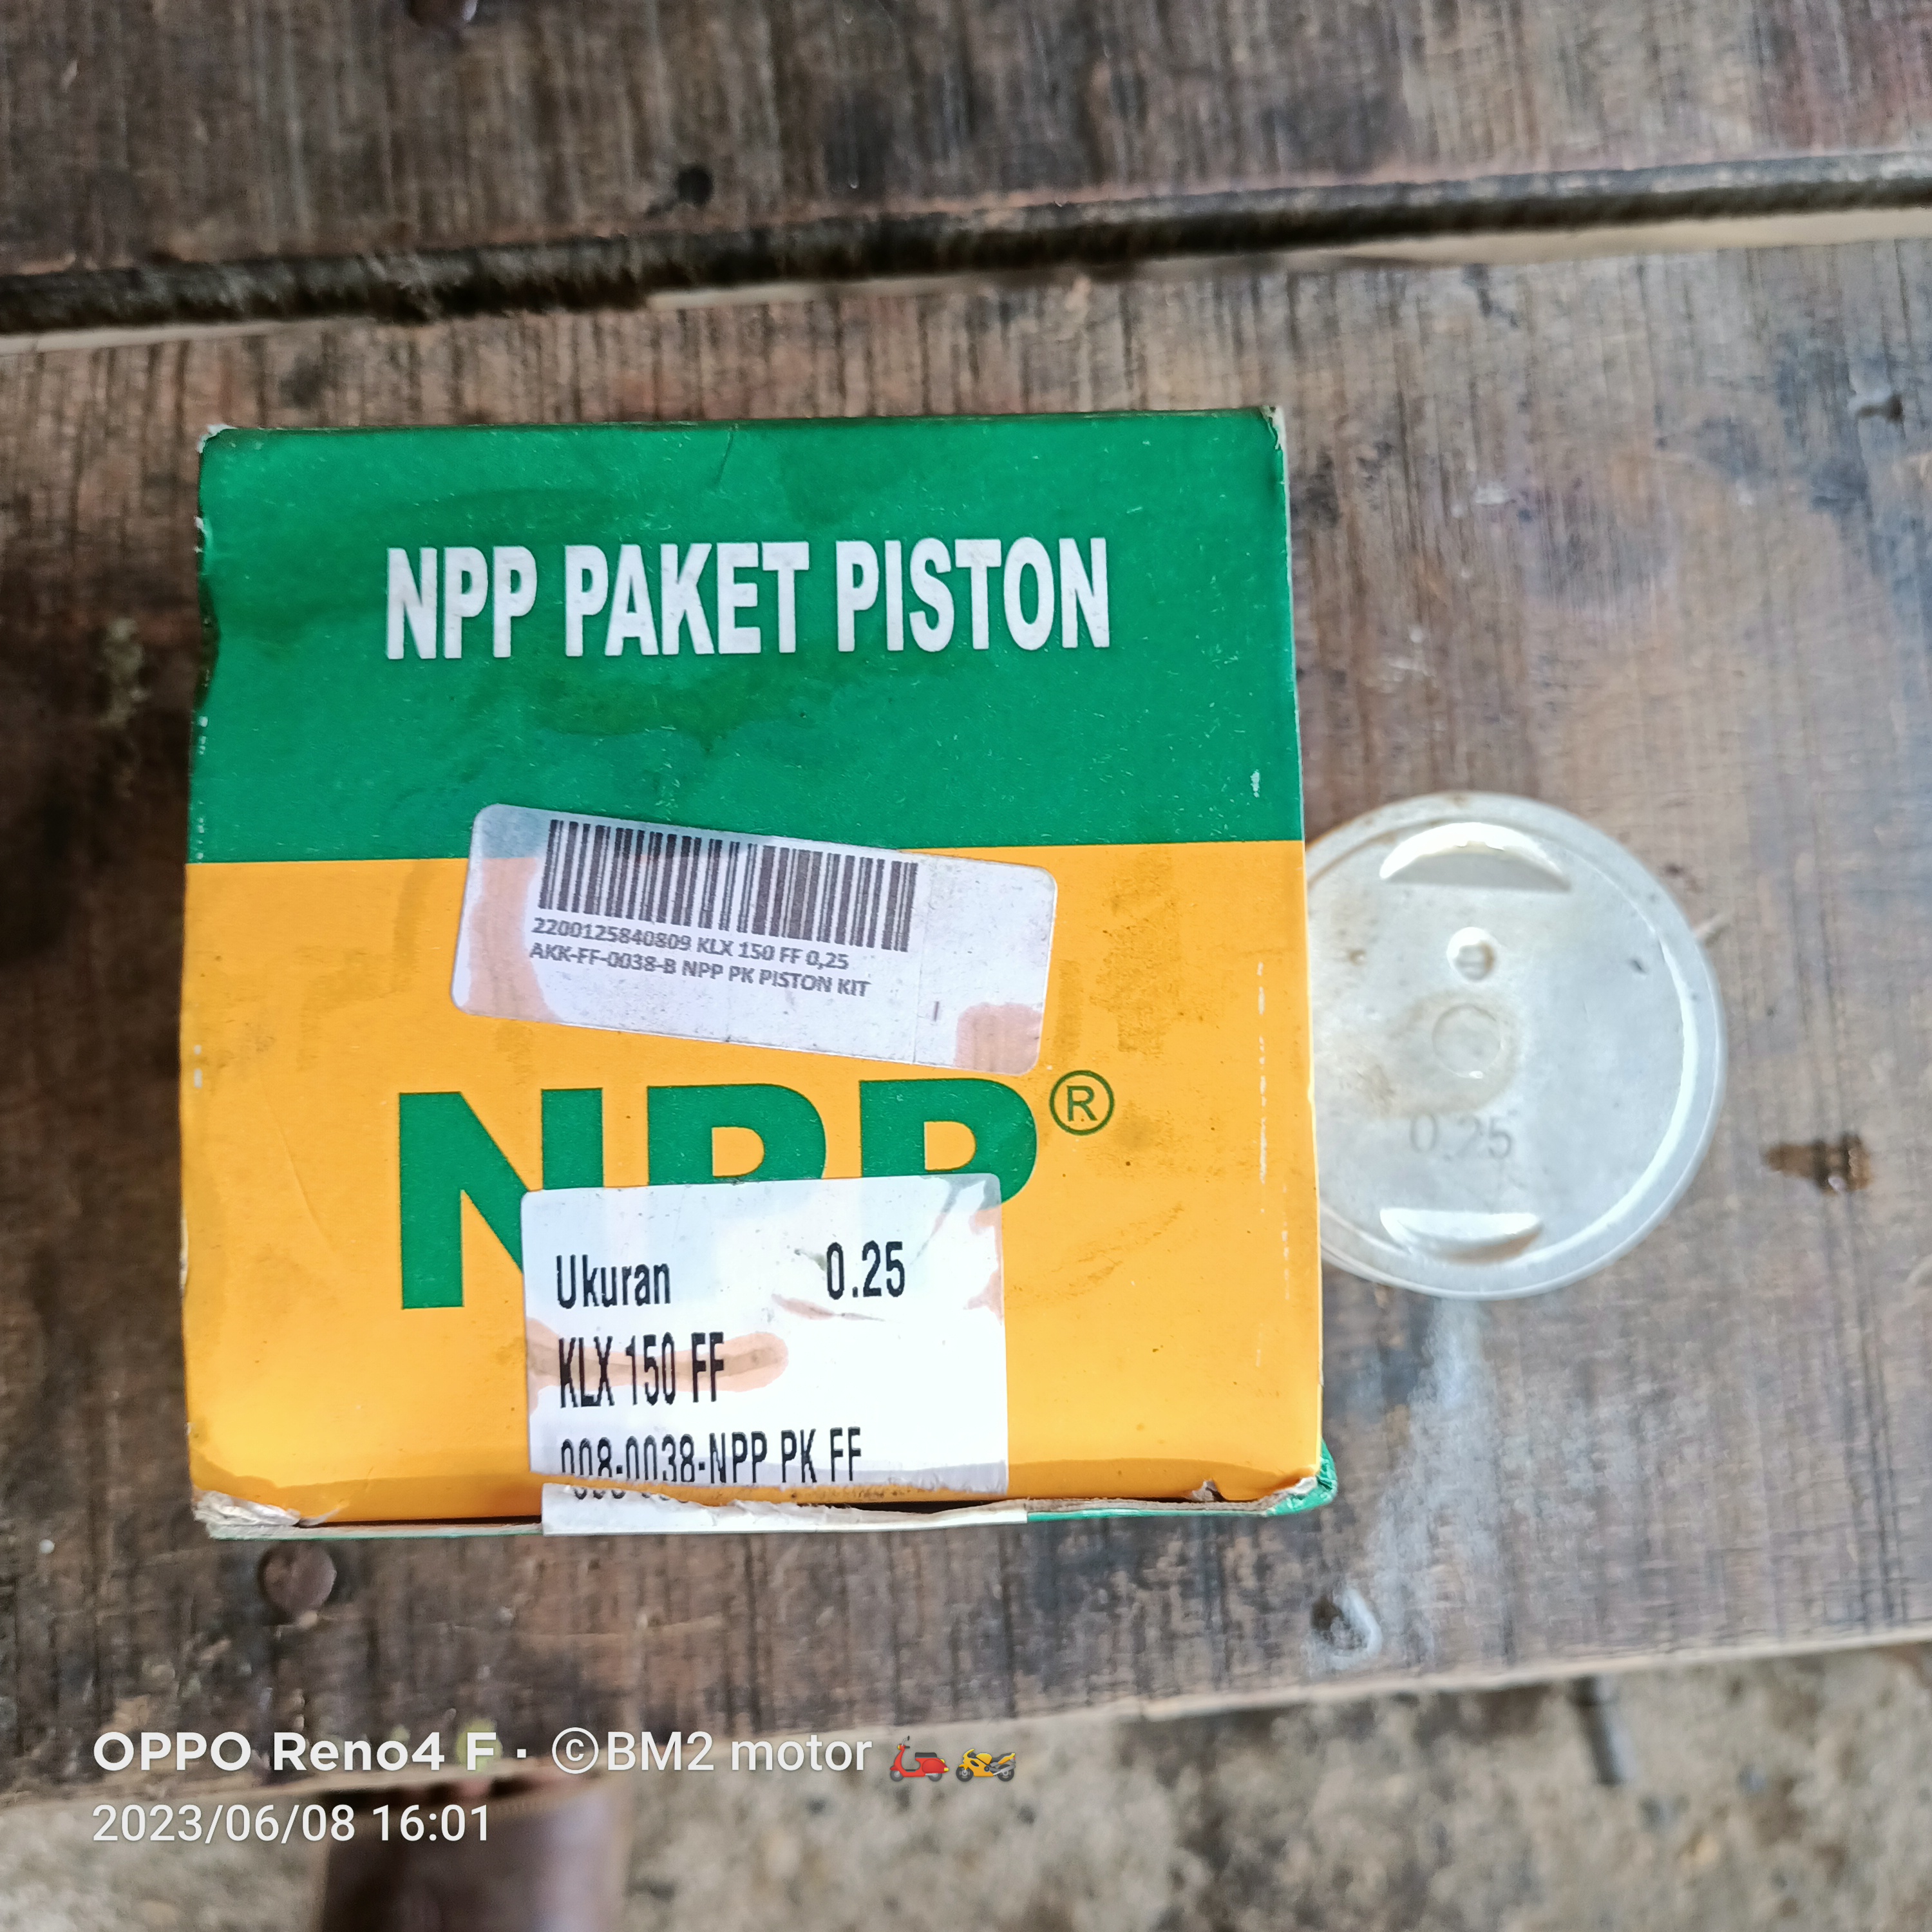 NPP PAKET PISTON
2200125840809 KLX 150 FF 0,25
AKK-FF-0038-B NPP PK PISTON KIT
NPP®
0.25
Ukuran 0.25
KLX 150 FF
008-0038-NPP PK FF
OPPO Reno4 F · ©BM2 motor 🛵🏍️
2023/06/08 16:01